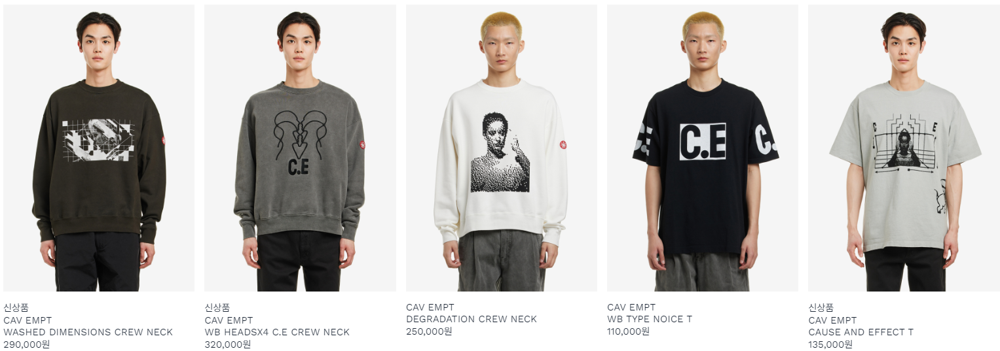 C.E
C.E
C.E
C.
C E
신상품
CAV EMPT
WASHED DIMENSIONS CREW NECK
290,000원
신상품
CAV EMPT
WB HEADSX4 C.E CREW NECK
320,000원
CAV EMPT
DEGRADATION CREW NECK
250,000원
CAV EMPT
WB TYPE NOICE T
110,000원
신상품
CAV EMPT
CAUSE AND EFFECT T
135,000원